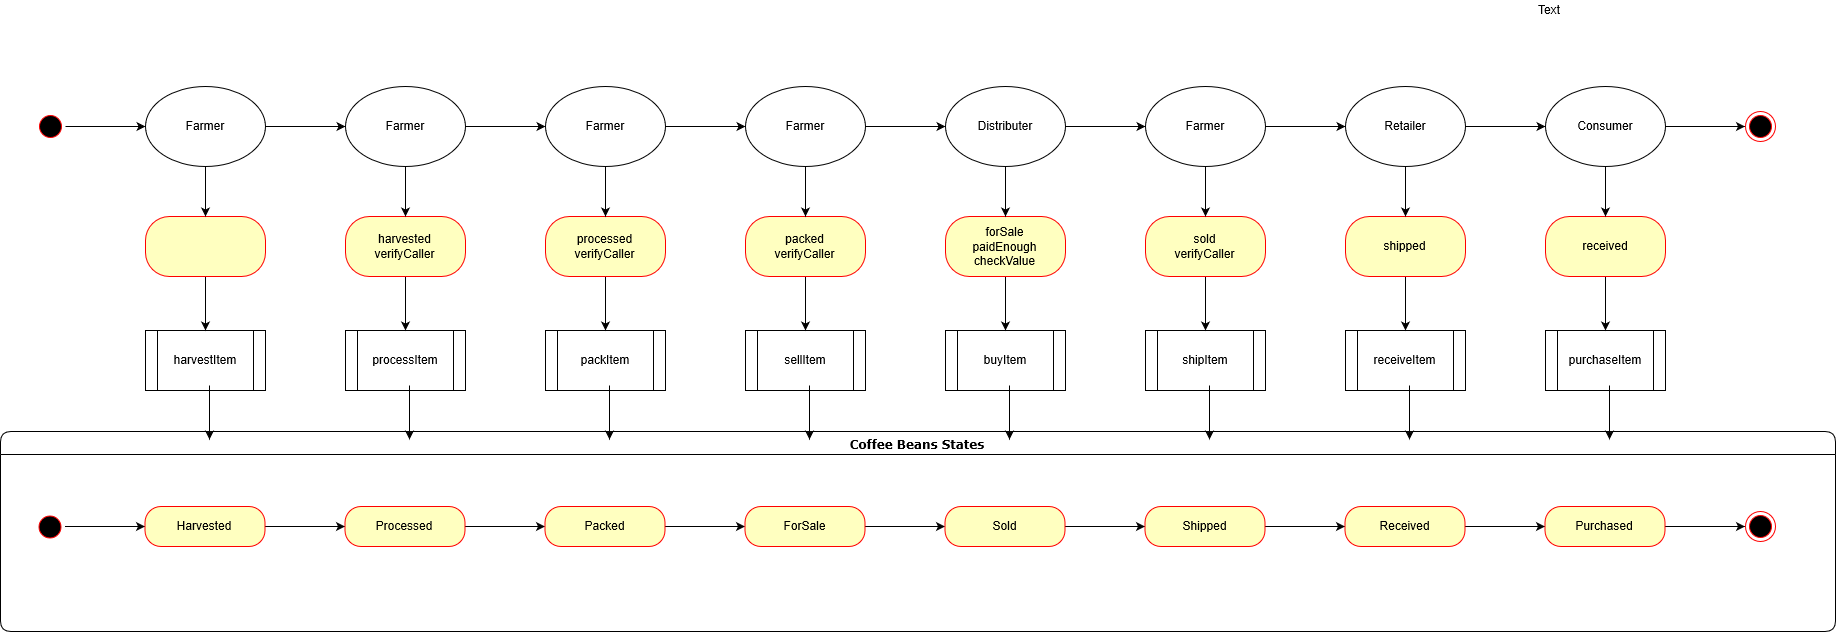 Text
Farmer
Farmer
Farmer
Farmer
Distributer
Farmer
Retailer
Consumer
harvested
verifyCaller
processed
verifyCaller
packed
verifyCaller
forSale
paidEnough
checkValue
sold
verifyCaller
shipped
received
harvestItem
processItem
packItem
sellItem
buyItem
shipItem
receiveItem
purchaseItem
Coffee Beans States
Harvested
Processed
Packed
ForSale
Sold
Shipped
Received
Purchased